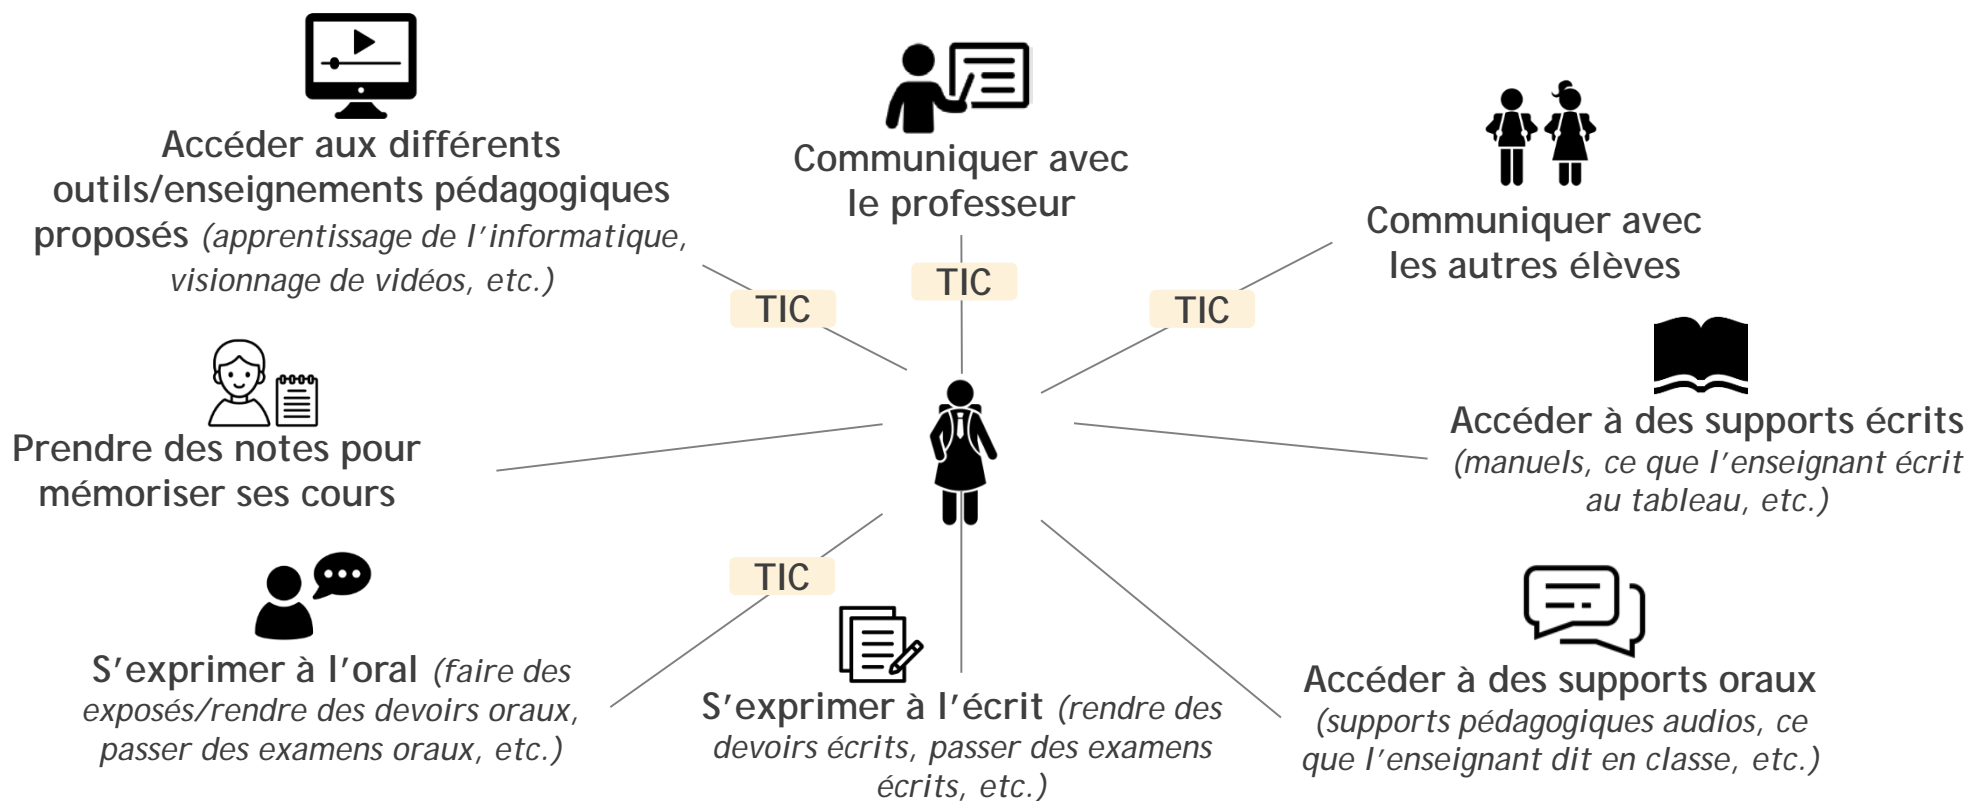 Accéder aux différents
outils/enseignements pédagogiques
proposés (apprentissage de l'informatique,
visionnage de vidéos, etc.)
Communiquer avec
le professeur
Communiquer avec
les autres élèves
TIC
TIC
TIC
Prendre des notes pour
mémoriser ses cours
Accéder à des supports écrits
(manuels, ce que l'enseignant écrit
au tableau, etc.)
TIC
S'exprimer à l'oral (faire des
exposés/rendre des devoirs oraux,
passer des examens oraux, etc.)
S'exprimer à l'écrit (rendre des
devoirs écrits, passer des examens
écrits, etc.)
Accéder à des supports oraux
(supports pédagogiques audios, ce
que l'enseignant dit en classe, etc.)